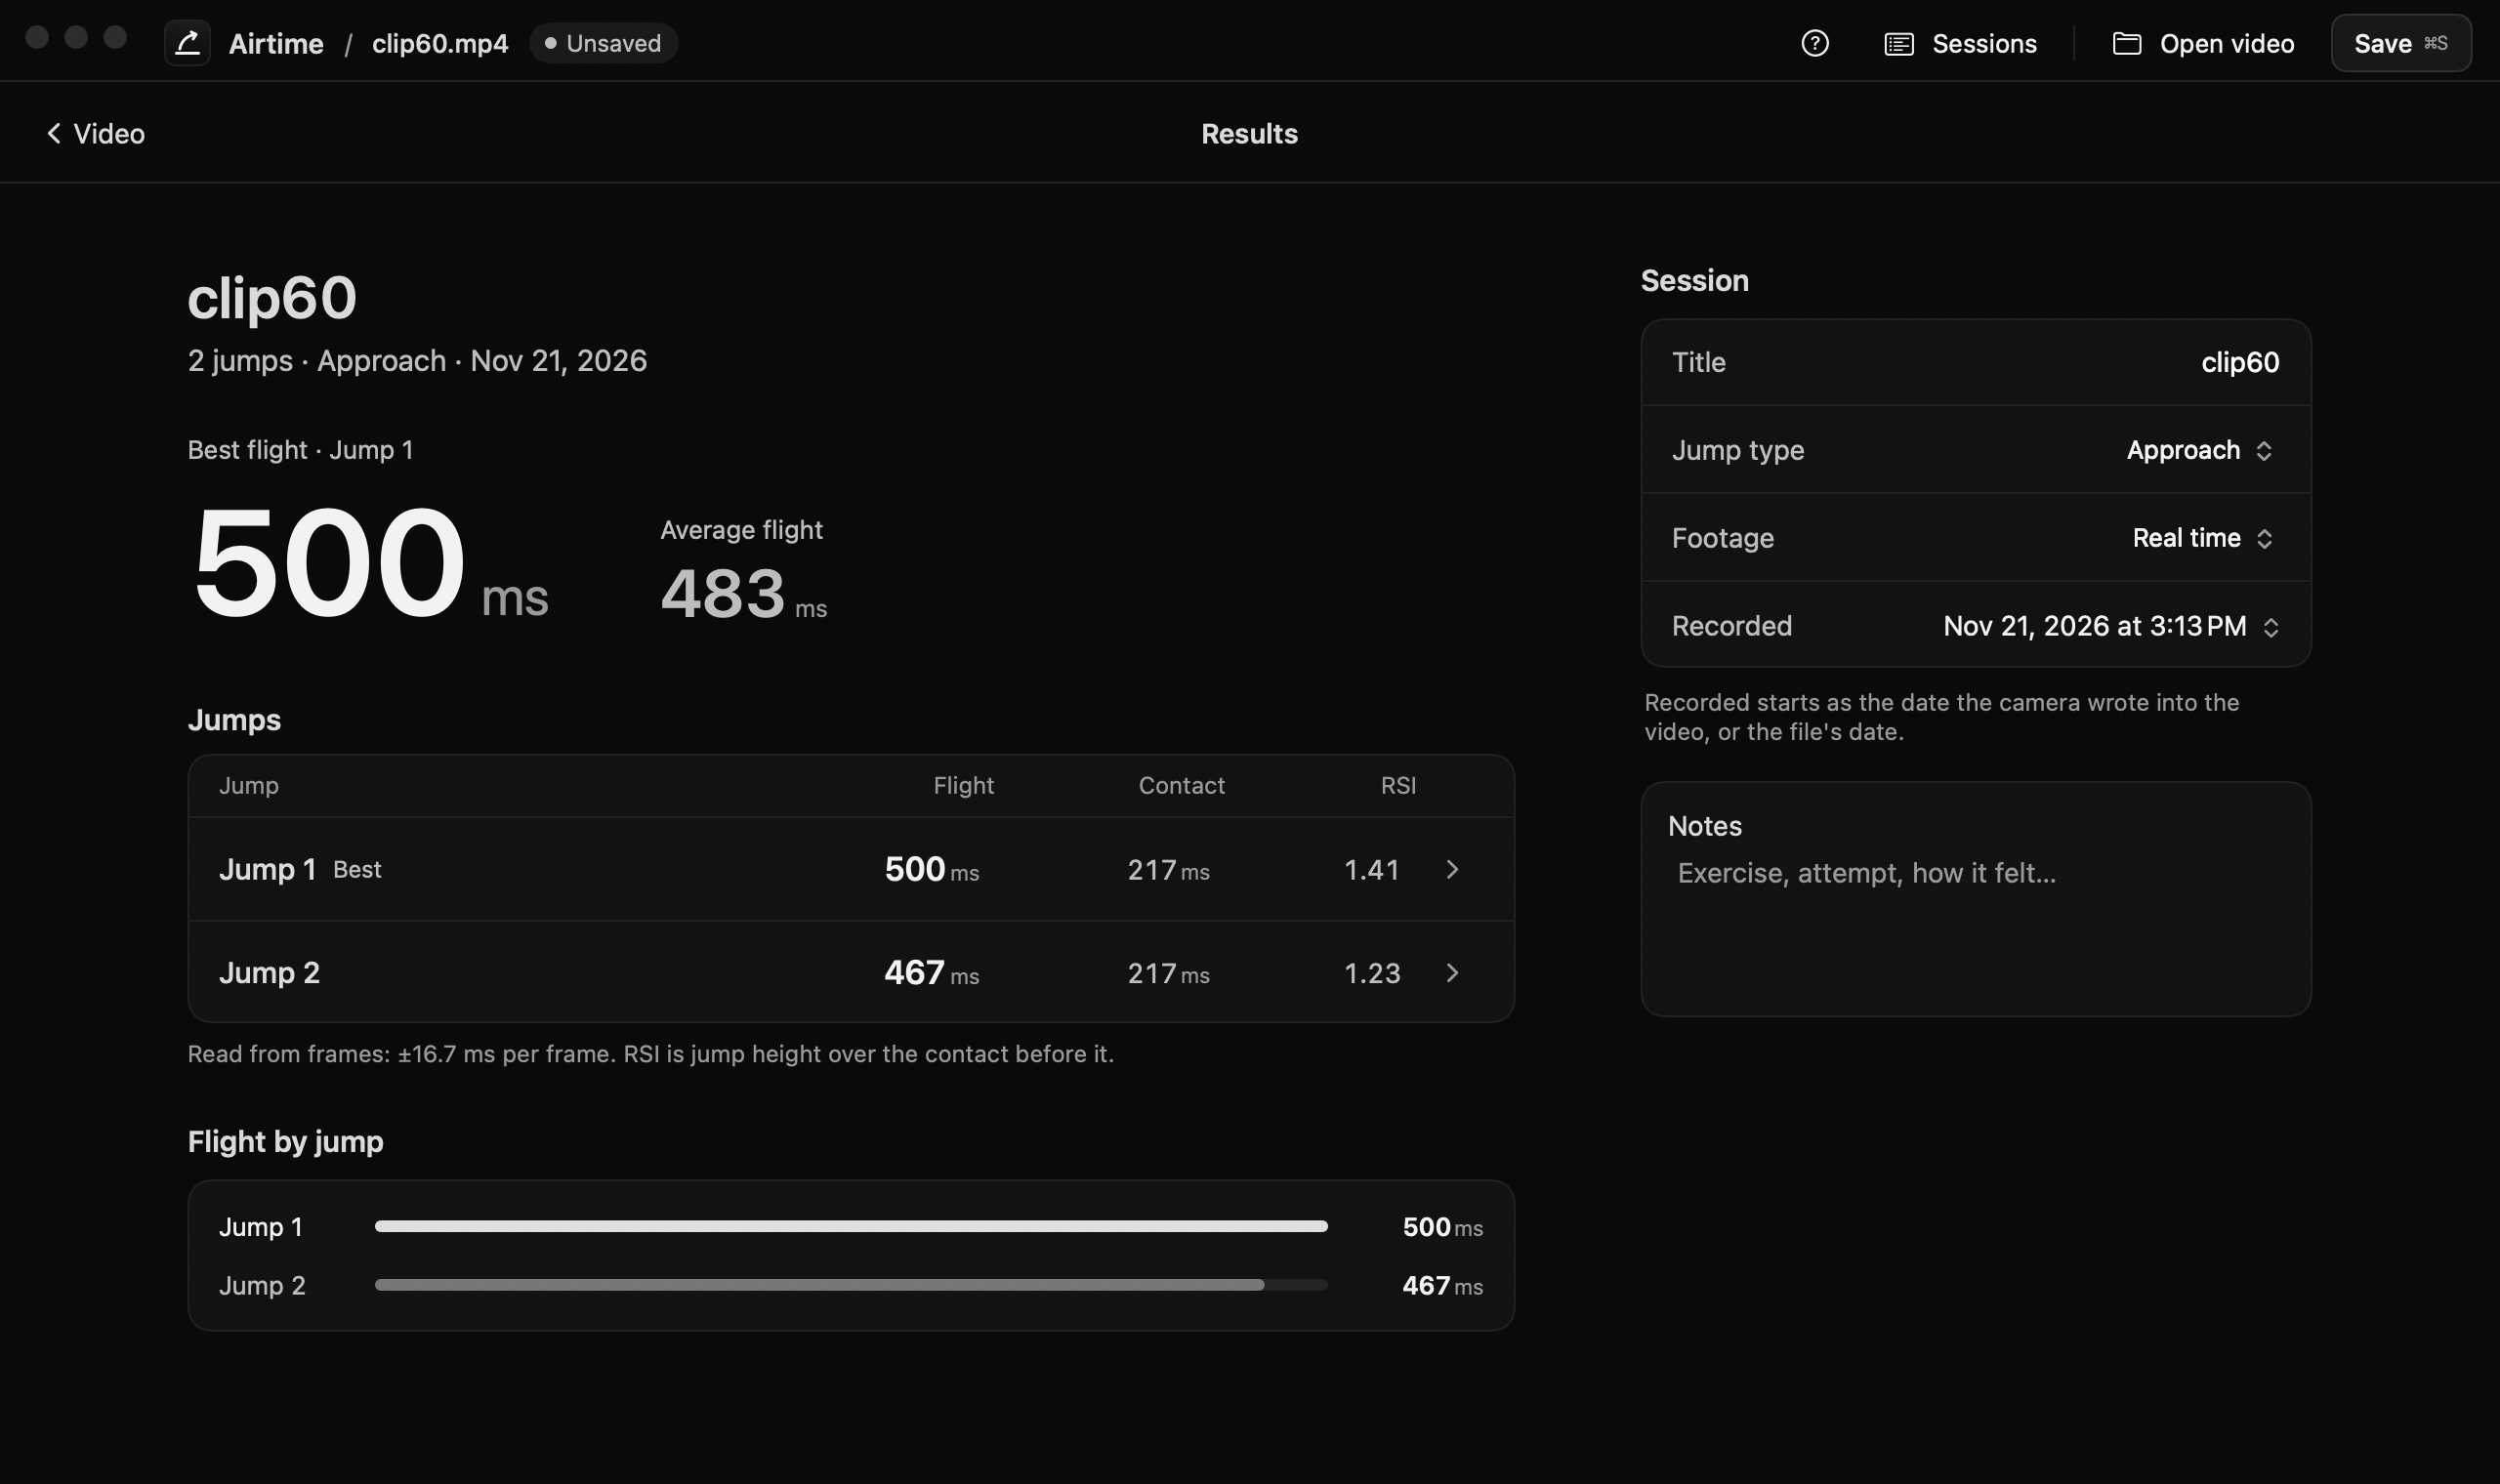 Airtime / clip60.mp4 Unsaved
Sessions Open video Save ⌘S
Video
Results
clip60
2 jumps · Approach · Nov 21, 2026
Best flight · Jump 1
500 ms
Average flight
483 ms
Jumps
Jump Flight Contact RSI
Jump 1 Best 500 ms 217 ms 1.41
Jump 2 467 ms 217 ms 1.23
Read from frames: ±16.7 ms per frame. RSI is jump height over the contact before it.
Flight by jump
Jump 1 500 ms
Jump 2 467 ms
Session
Title clip60
Jump type Approach
Footage Real time
Recorded Nov 21, 2026 at 3:13 PM
Recorded starts as the date the camera wrote into the
video, or the file's date.
Notes
Exercise, attempt, how it felt...